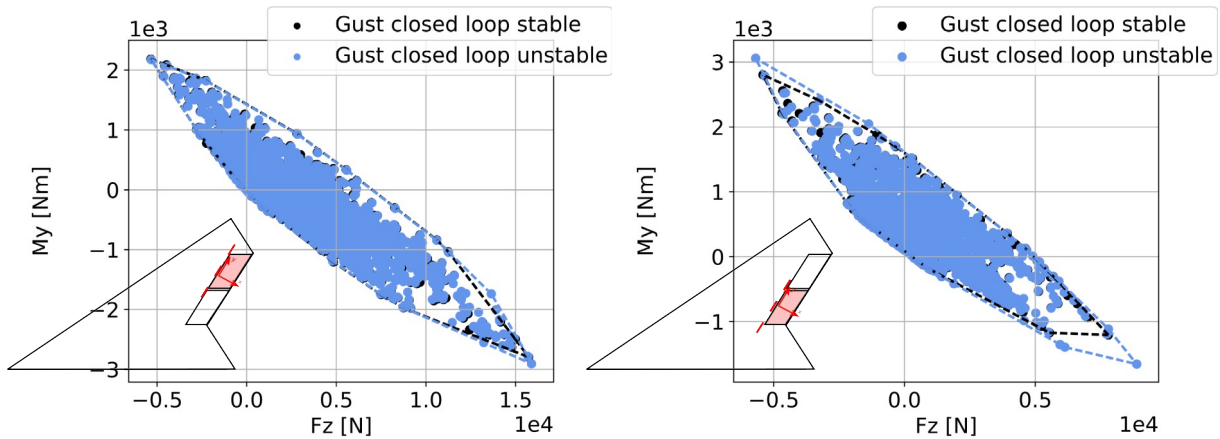 1e3
Gust closed loop stable
Gust closed loop unstable
2
1
0
−1
−2
−3
My [Nm]
−0.5
0.0
0.5
1.0
1.5
Fz [N]
1e4
1e3
Gust closed loop stable
Gust closed loop unstable
3
2
1
0
−1
My [Nm]
−0.5
0.0
0.5
Fz [N]
1e4